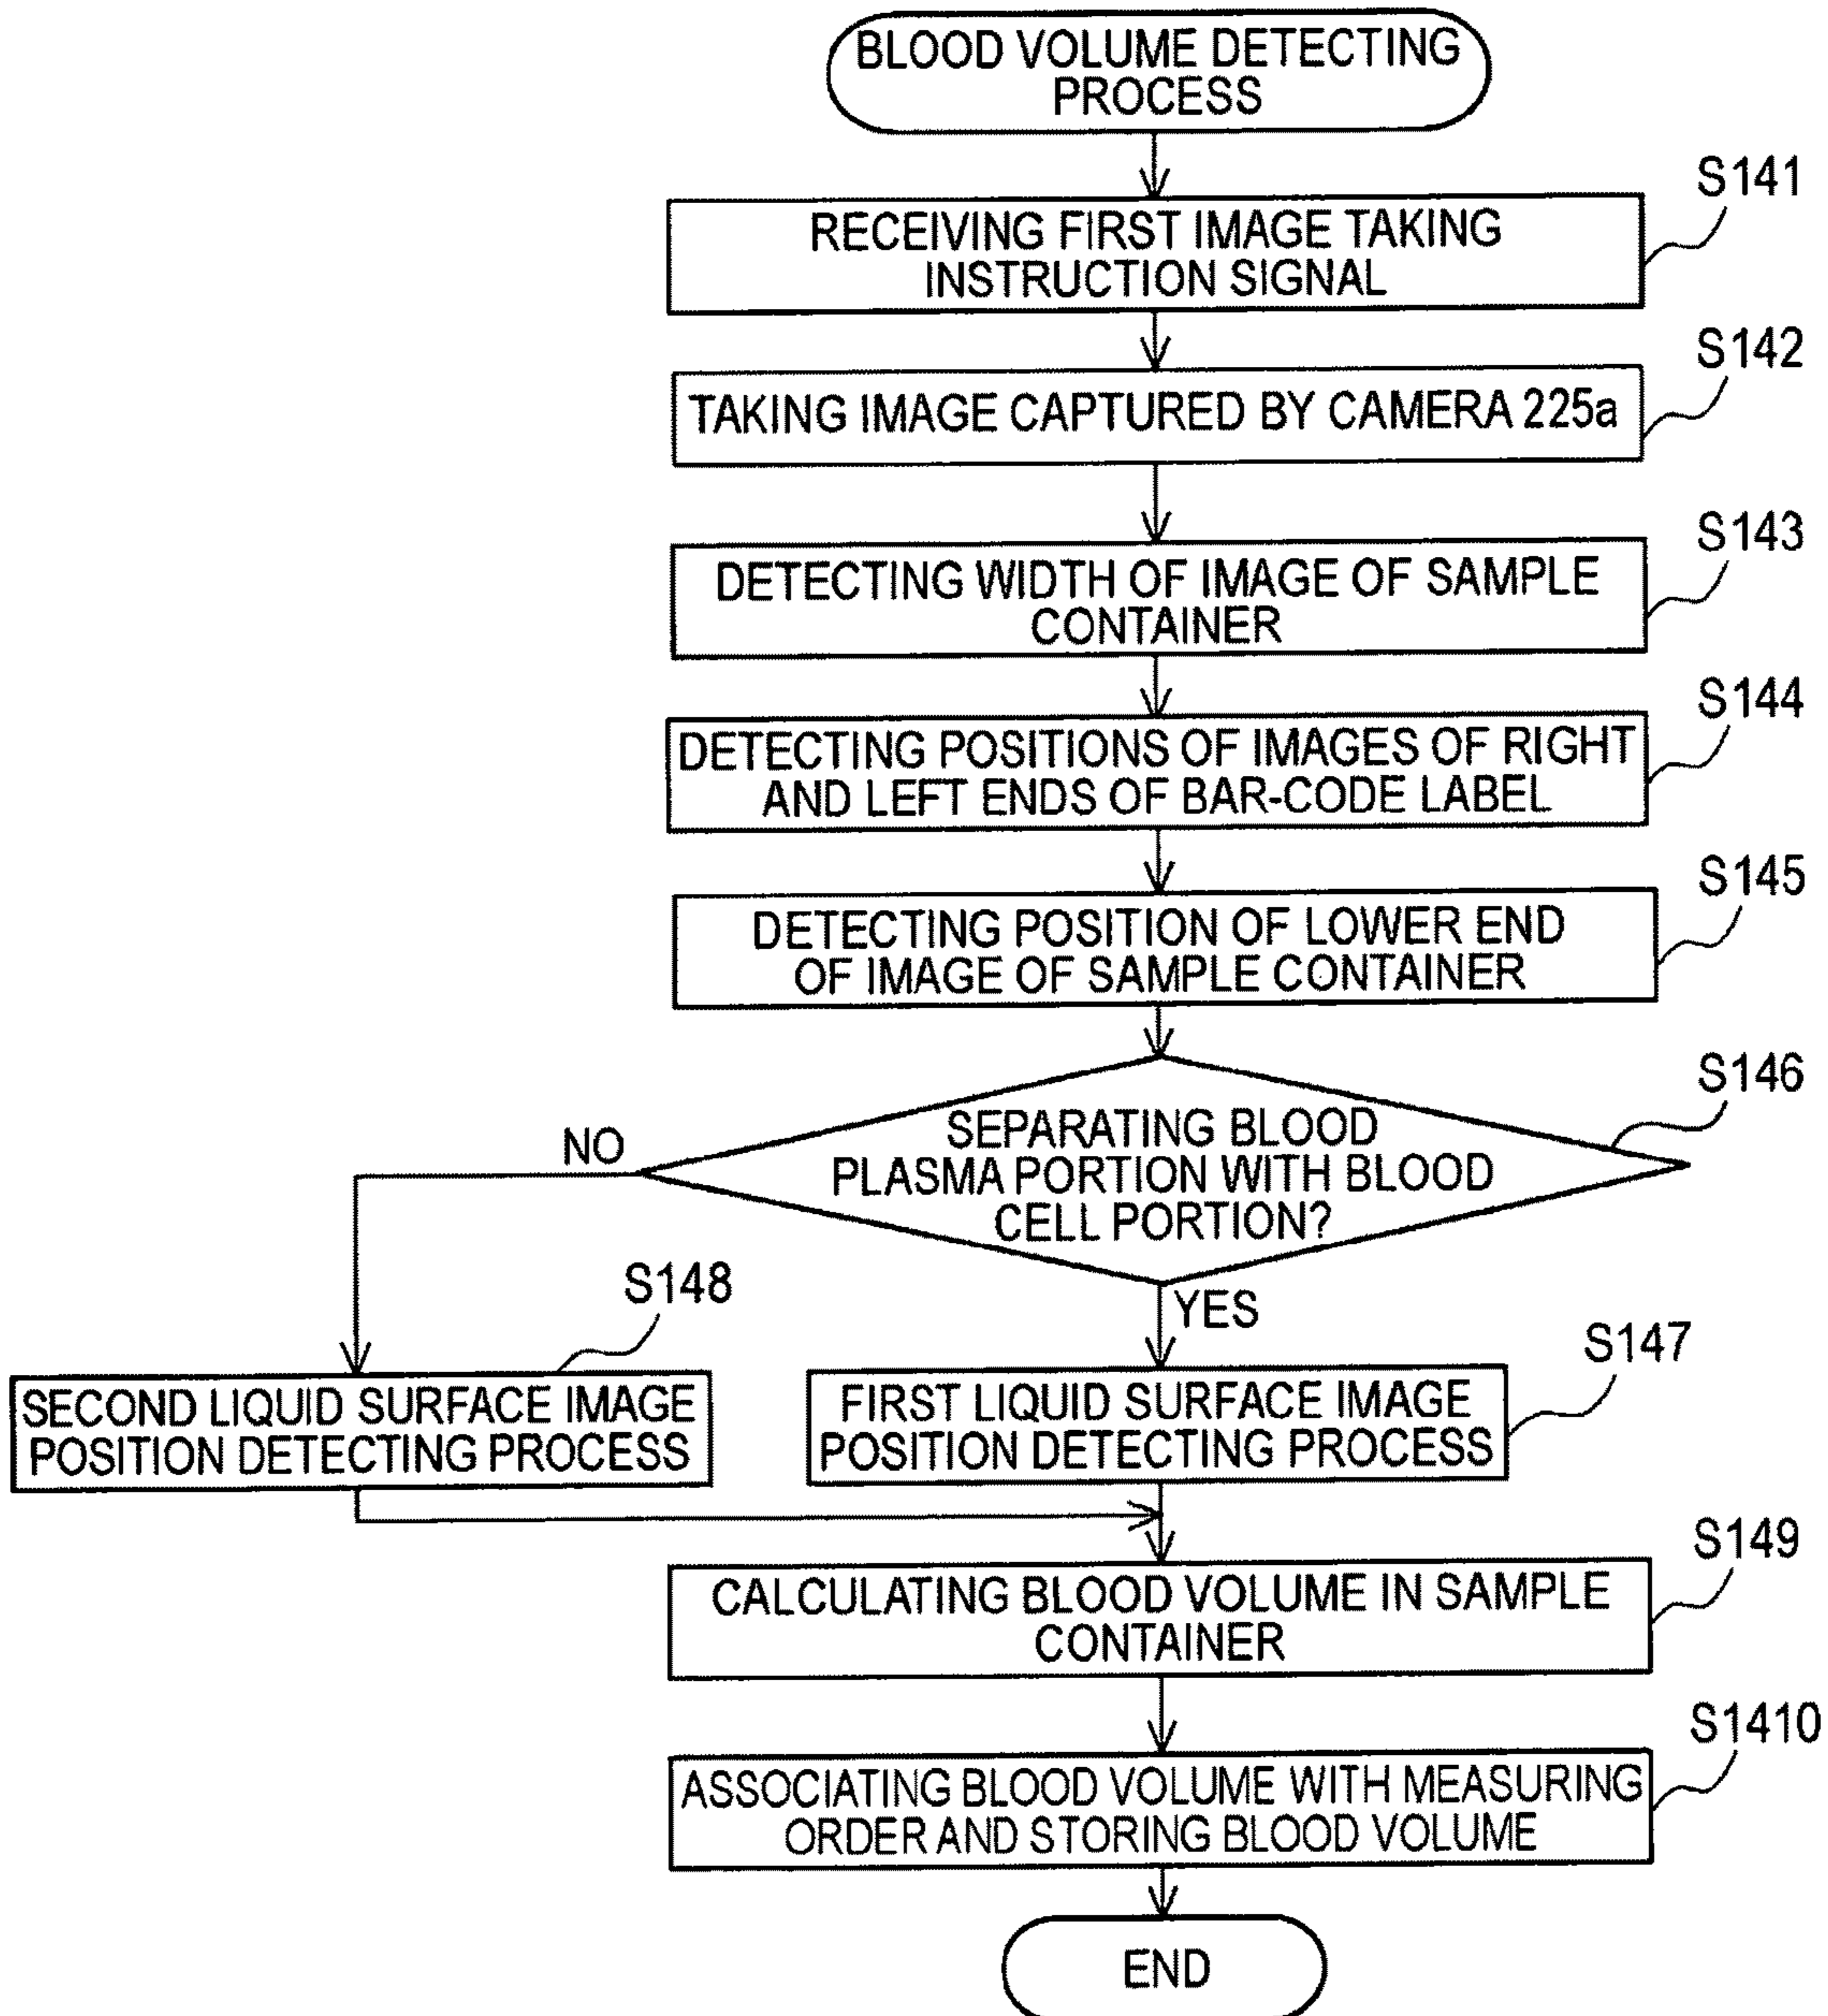 BLOOD VOLUME DETECTING
PROCESS
S141
RECEIVING FIRST IMAGE TAKING
INSTRUCTION SIGNAL
S142
TAKING IMAGE CAPTURED BY CAMERA 225a
S143
DETECTING WIDTH OF IMAGE OF SAMPLE
CONTAINER
S144
DETECTING POSITIONS OF IMAGES OF RIGHT
AND LEFT ENDS OF BAR-CODE LABEL
S145
DETECTING POSITION OF LOWER END
OF IMAGE OF SAMPLE CONTAINER
S146
SEPARATING BLOOD
PLASMA PORTION WITH BLOOD
CELL PORTION?
NO
YES
S148
SECOND LIQUID SURFACE IMAGE
POSITION DETECTING PROCESS
S147
FIRST LIQUID SURFACE IMAGE
POSITION DETECTING PROCESS
S149
CALCULATING BLOOD VOLUME IN SAMPLE
CONTAINER
S1410
ASSOCIATING BLOOD VOLUME WITH MEASURING
ORDER AND STORING BLOOD VOLUME
END